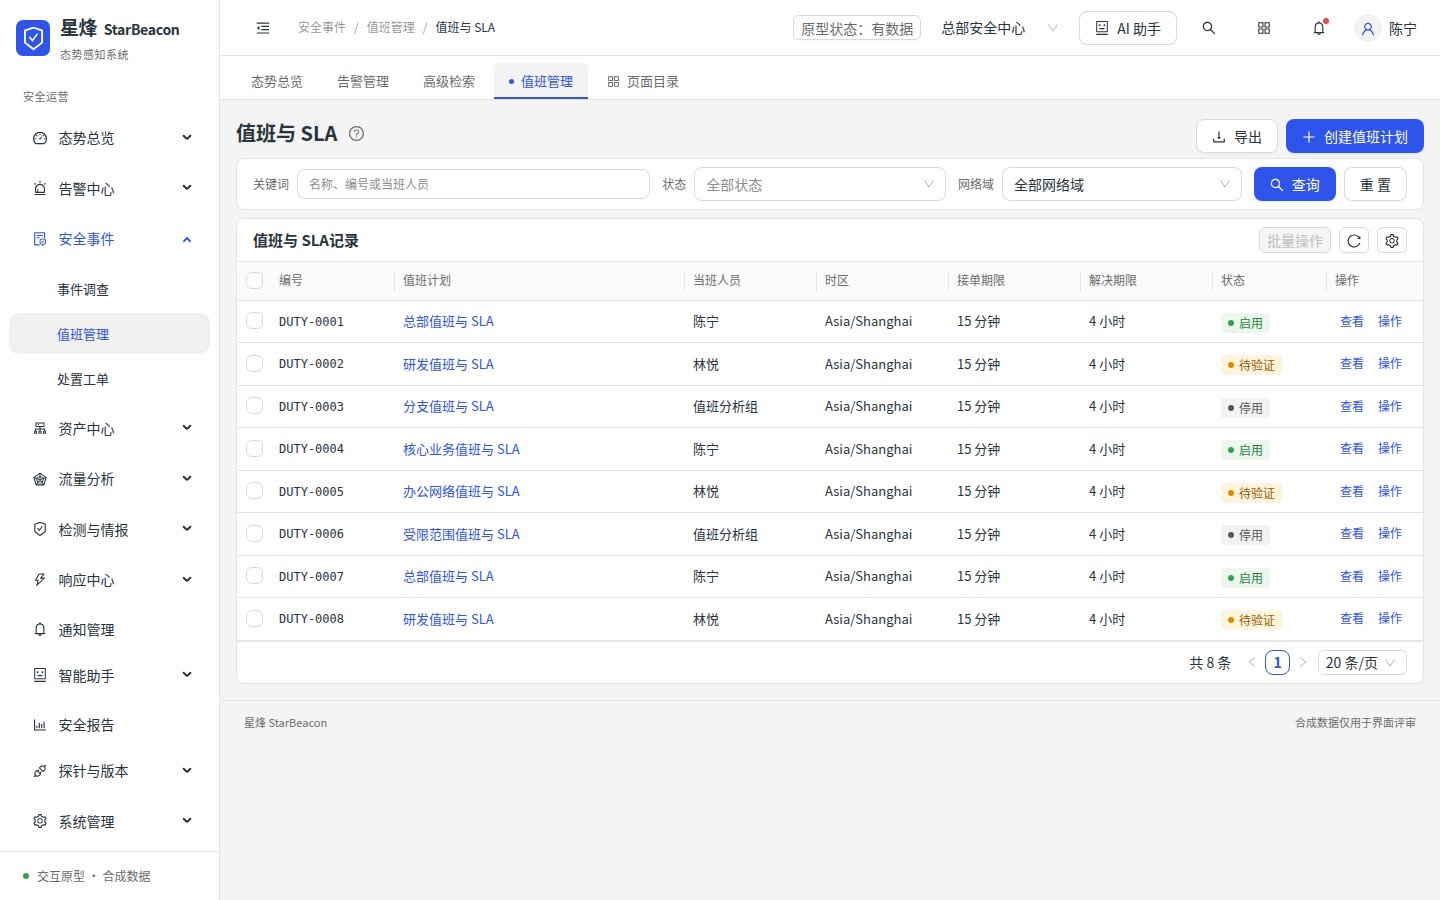 星烽 StarBeacon
态势感知系统
安全运营
态势总览
告警中心
安全事件
事件调查
值班管理
处置工单
资产中心
流量分析
检测与情报
响应中心
通知管理
智能助手
安全报告
探针与版本
系统管理
交互原型 · 合成数据
安全事件 / 值班管理 / 值班与 SLA
原型状态：有数据
总部安全中心
AI 助手
陈宁
态势总览
告警管理
高级检索
值班管理
页面目录
值班与 SLA
导出
创建值班计划
关键词 名称、编号或当班人员
状态 全部状态
网络域 全部网络域
查询
重置
值班与 SLA记录
批量操作
编号 值班计划 当班人员 时区 接单期限 解决期限 状态 操作
DUTY-0001 总部值班与 SLA 陈宁 Asia/Shanghai 15 分钟 4 小时 启用 查看 操作
DUTY-0002 研发值班与 SLA 林悦 Asia/Shanghai 15 分钟 4 小时 待验证 查看 操作
DUTY-0003 分支值班与 SLA 值班分析组 Asia/Shanghai 15 分钟 4 小时 停用 查看 操作
DUTY-0004 核心业务值班与 SLA 陈宁 Asia/Shanghai 15 分钟 4 小时 启用 查看 操作
DUTY-0005 办公网络值班与 SLA 林悦 Asia/Shanghai 15 分钟 4 小时 待验证 查看 操作
DUTY-0006 受限范围值班与 SLA 值班分析组 Asia/Shanghai 15 分钟 4 小时 停用 查看 操作
DUTY-0007 总部值班与 SLA 陈宁 Asia/Shanghai 15 分钟 4 小时 启用 查看 操作
DUTY-0008 研发值班与 SLA 林悦 Asia/Shanghai 15 分钟 4 小时 待验证 查看 操作
共 8 条 1 20 条/页
星烽 StarBeacon
合成数据仅用于界面评审